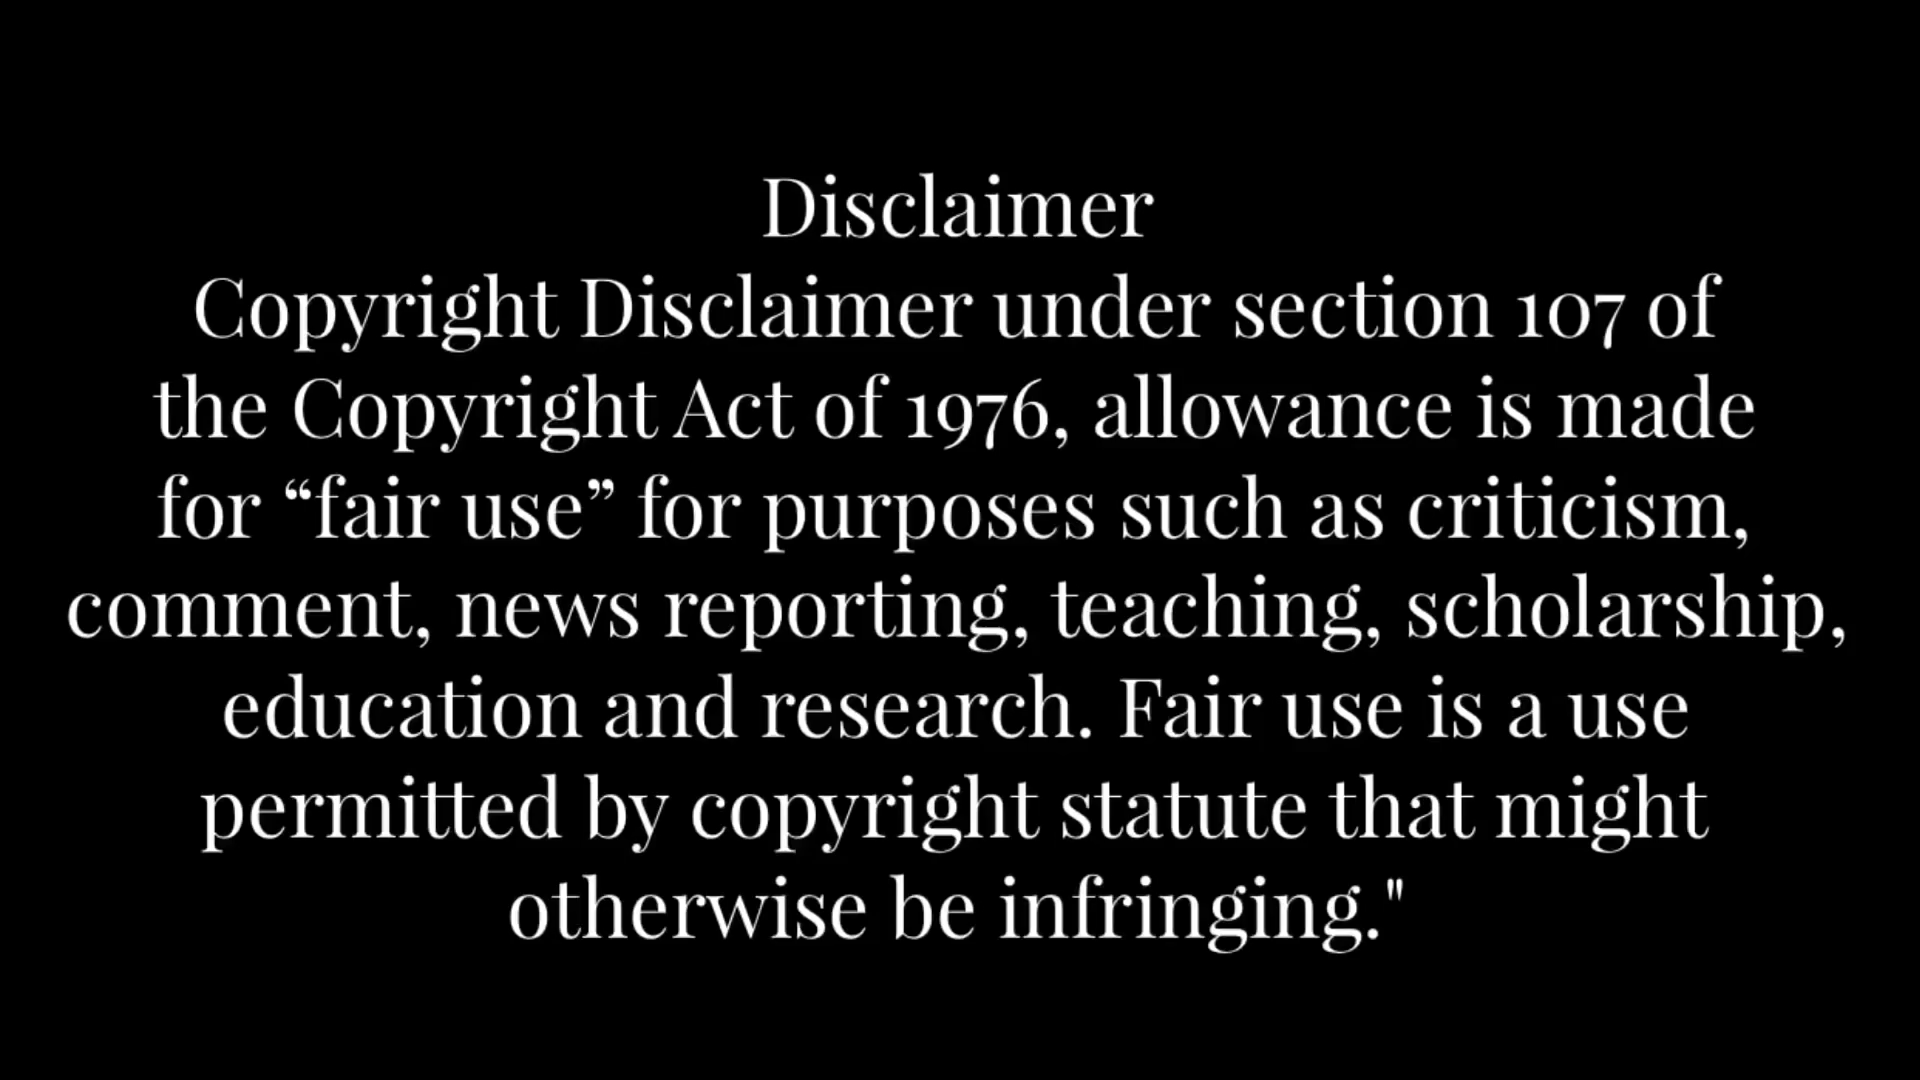 Disclaimer
Copyright Disclaimer under section 107 of
the Copyright Act of 1976, allowance is made
for “fair use” for purposes such as criticism,
comment, news reporting, teaching, scholarship,
education and research. Fair use is a use
permitted by copyright statute that might
otherwise be infringing."